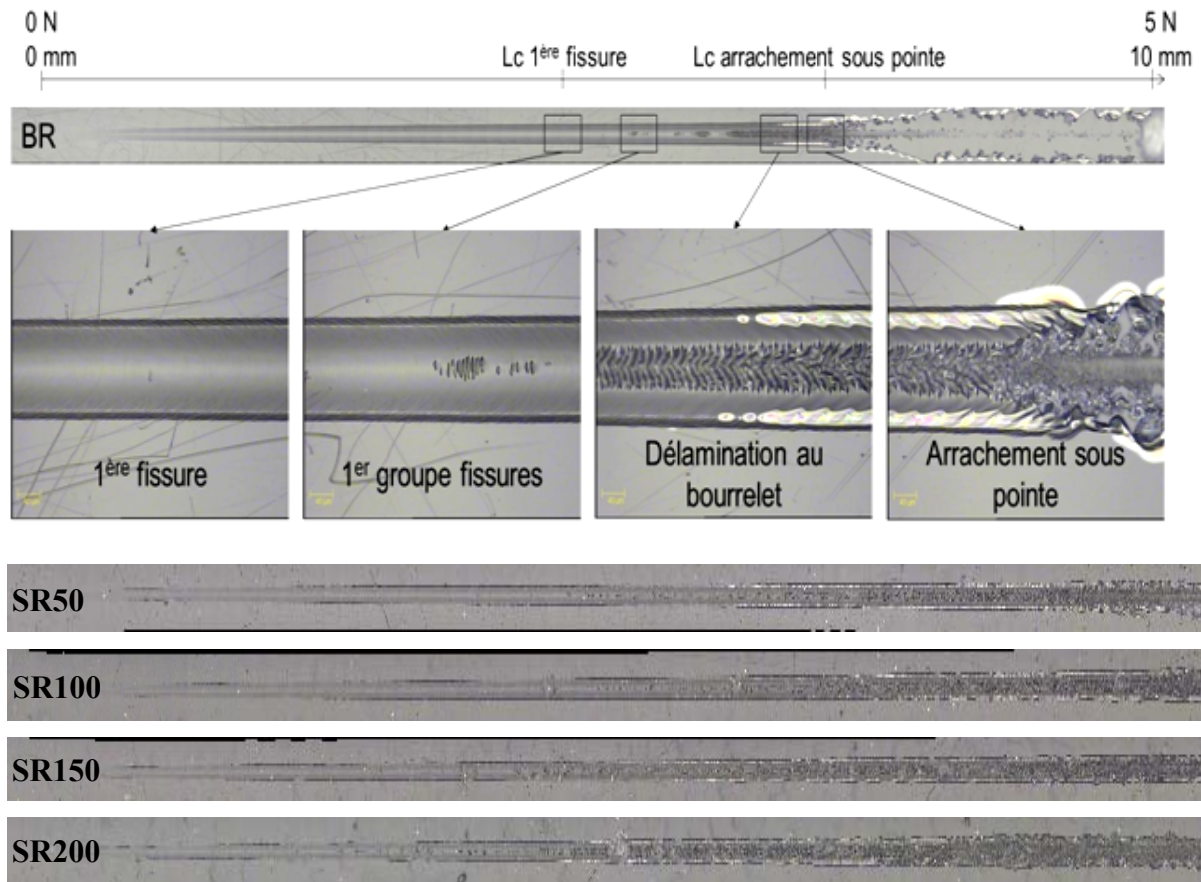 0 N 5 N
0 mm Lc 1ère fissure Lc arrachement sous pointe 10 mm
BR
1ère fissure
1er groupe fissures
Délamination au
bourrelet
Arrachement sous
pointe
SR50
SR100
SR150
SR200